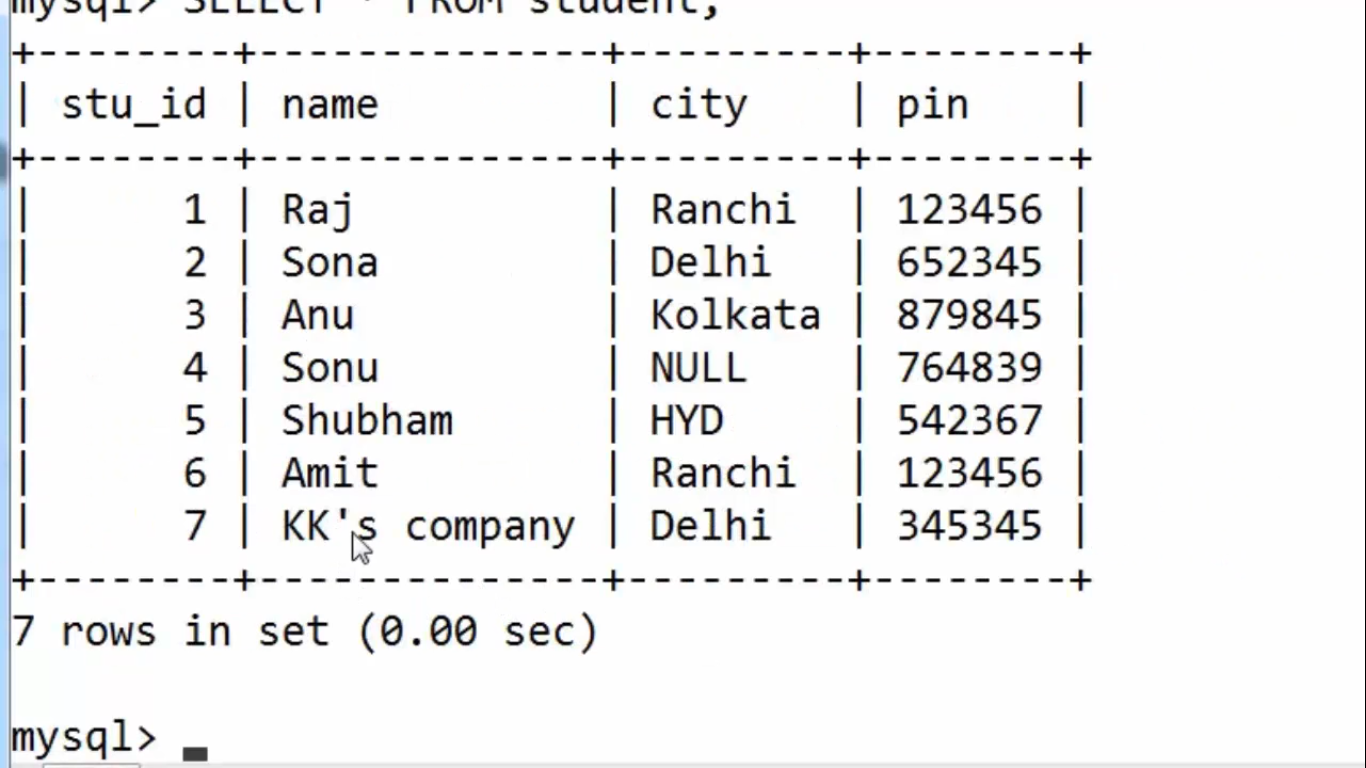 mysql> SELECT * FROM student;
+--------+--------------+---------+--------+
| stu_id | name         | city    | pin    |
+--------+--------------+---------+--------+
|      1 | Raj          | Ranchi  | 123456 |
|      2 | Sona         | Delhi   | 652345 |
|      3 | Anu          | Kolkata | 879845 |
|      4 | Sonu         | NULL    | 764839 |
|      5 | Shubham      | HYD     | 542367 |
|      6 | Amit         | Ranchi  | 123456 |
|      7 | KK's company | Delhi   | 345345 |
+--------+--------------+---------+--------+
7 rows in set (0.00 sec)
mysql>